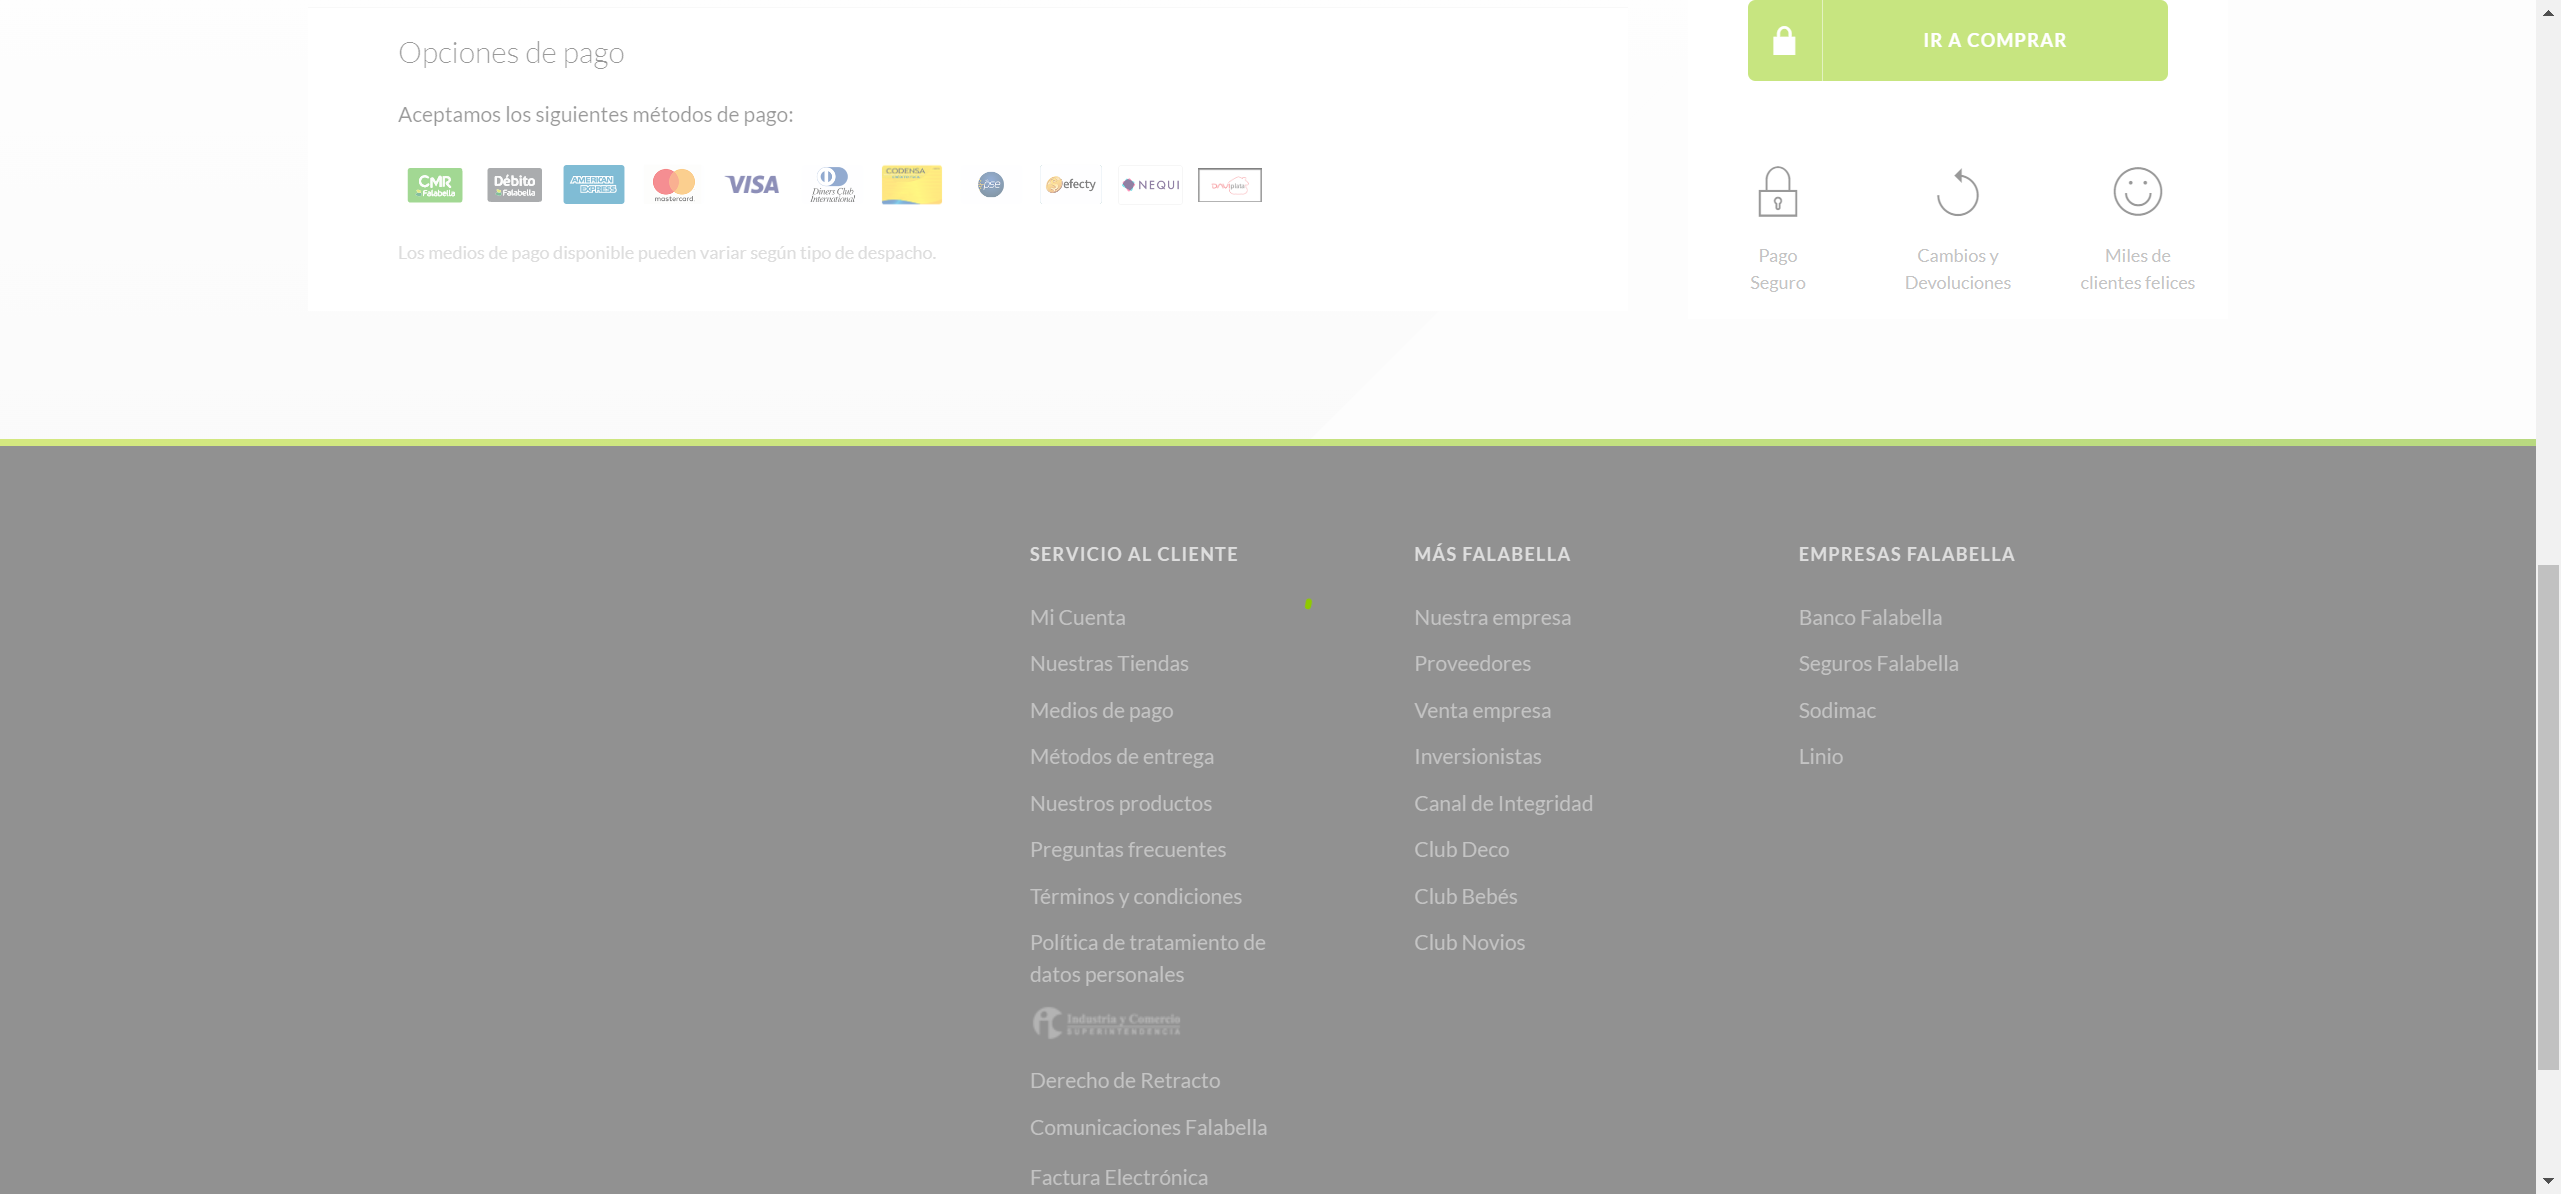 Opciones de pago
Aceptamos los siguientes métodos de pago:
CMR Falabella
Débito Falabella
AMERICAN EXPRESS
mastercard
VISA
Diners Club International
CODENSA
pse
efecty
NEQUI
Los medios de pago disponible pueden variar según tipo de despacho.
IR A COMPRAR
Pago
Seguro
Cambios y
Devoluciones
Miles de
clientes felices
SERVICIO AL CLIENTE
Mi Cuenta
Nuestras Tiendas
Medios de pago
Métodos de entrega
Nuestros productos
Preguntas frecuentes
Términos y condiciones
Política de tratamiento de
datos personales
Industria y Comercio
SUPERINTENDENCIA
Derecho de Retracto
Comunicaciones Falabella
Factura Electrónica
MÁS FALABELLA
Nuestra empresa
Proveedores
Venta empresa
Inversionistas
Canal de Integridad
Club Deco
Club Bebés
Club Novios
EMPRESAS FALABELLA
Banco Falabella
Seguros Falabella
Sodimac
Linio